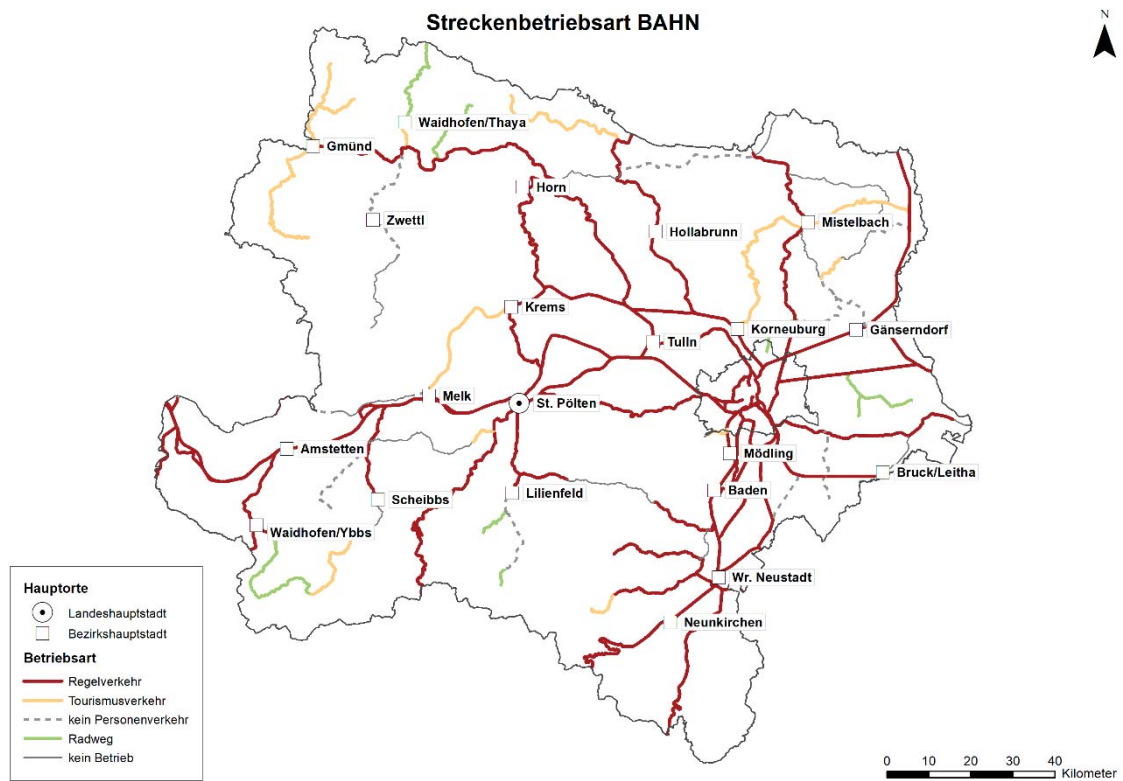 Streckenbetriebsart BAHN
N
Waidhofen/Thaya
Gmünd
Horn
Zwettl
Hollabrunn
Mistelbach
Krems
Korneuburg
Gänserndorf
Tulln
Melk
St. Pölten
Amstetten
Mödling
Bruck/Leitha
Scheibbs
Lilienfeld
Baden
Waidhofen/Ybbs
Wr. Neustadt
Neunkirchen
Hauptorte
Landeshauptstadt
Bezirkshauptstadt
Betriebsart
Regelverkehr
Tourismusverkehr
kein Personenverkehr
Radweg
kein Betrieb
0 10 20 30 40
Kilometer